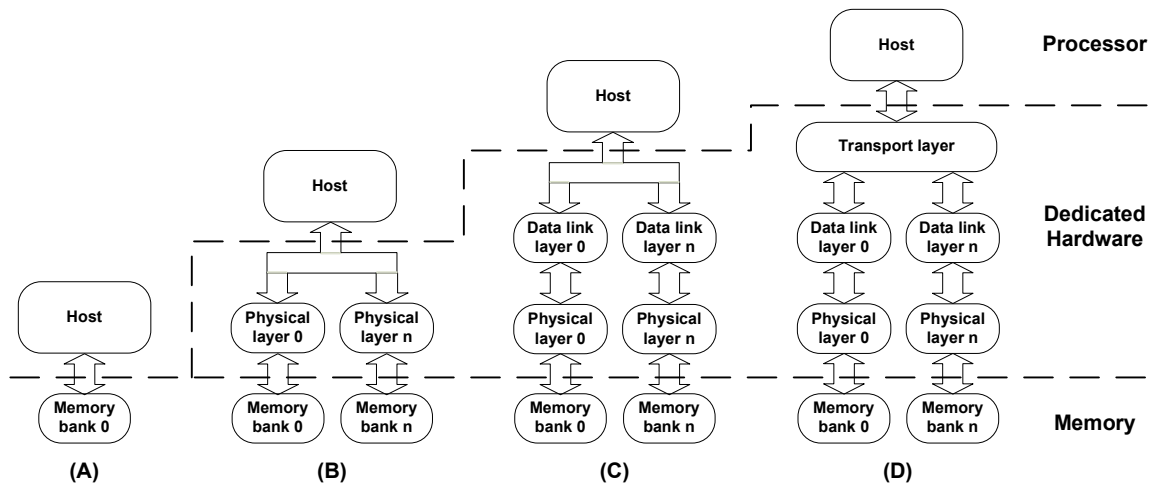 Host
Processor
Host
Transport layer
Host
Data link
layer 0
Data link
layer n
Data link
layer 0
Data link
layer n
Dedicated
Hardware
Host
Physical
layer 0
Physical
layer n
Physical
layer 0
Physical
layer n
Physical
layer 0
Physical
layer n
Memory
bank 0
Memory
bank 0
Memory
bank n
Memory
bank 0
Memory
bank n
Memory
bank 0
Memory
bank n
Memory
(A)
(B)
(C)
(D)